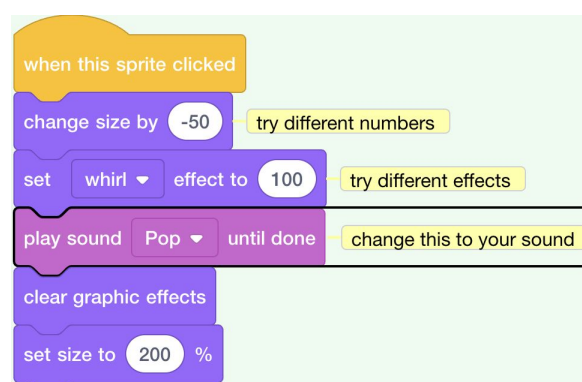 when this sprite clicked
change size by -50 try different numbers
set whirl effect to 100 try different effects
play sound Pop until done change this to your sound
clear graphic effects
set size to 200 %